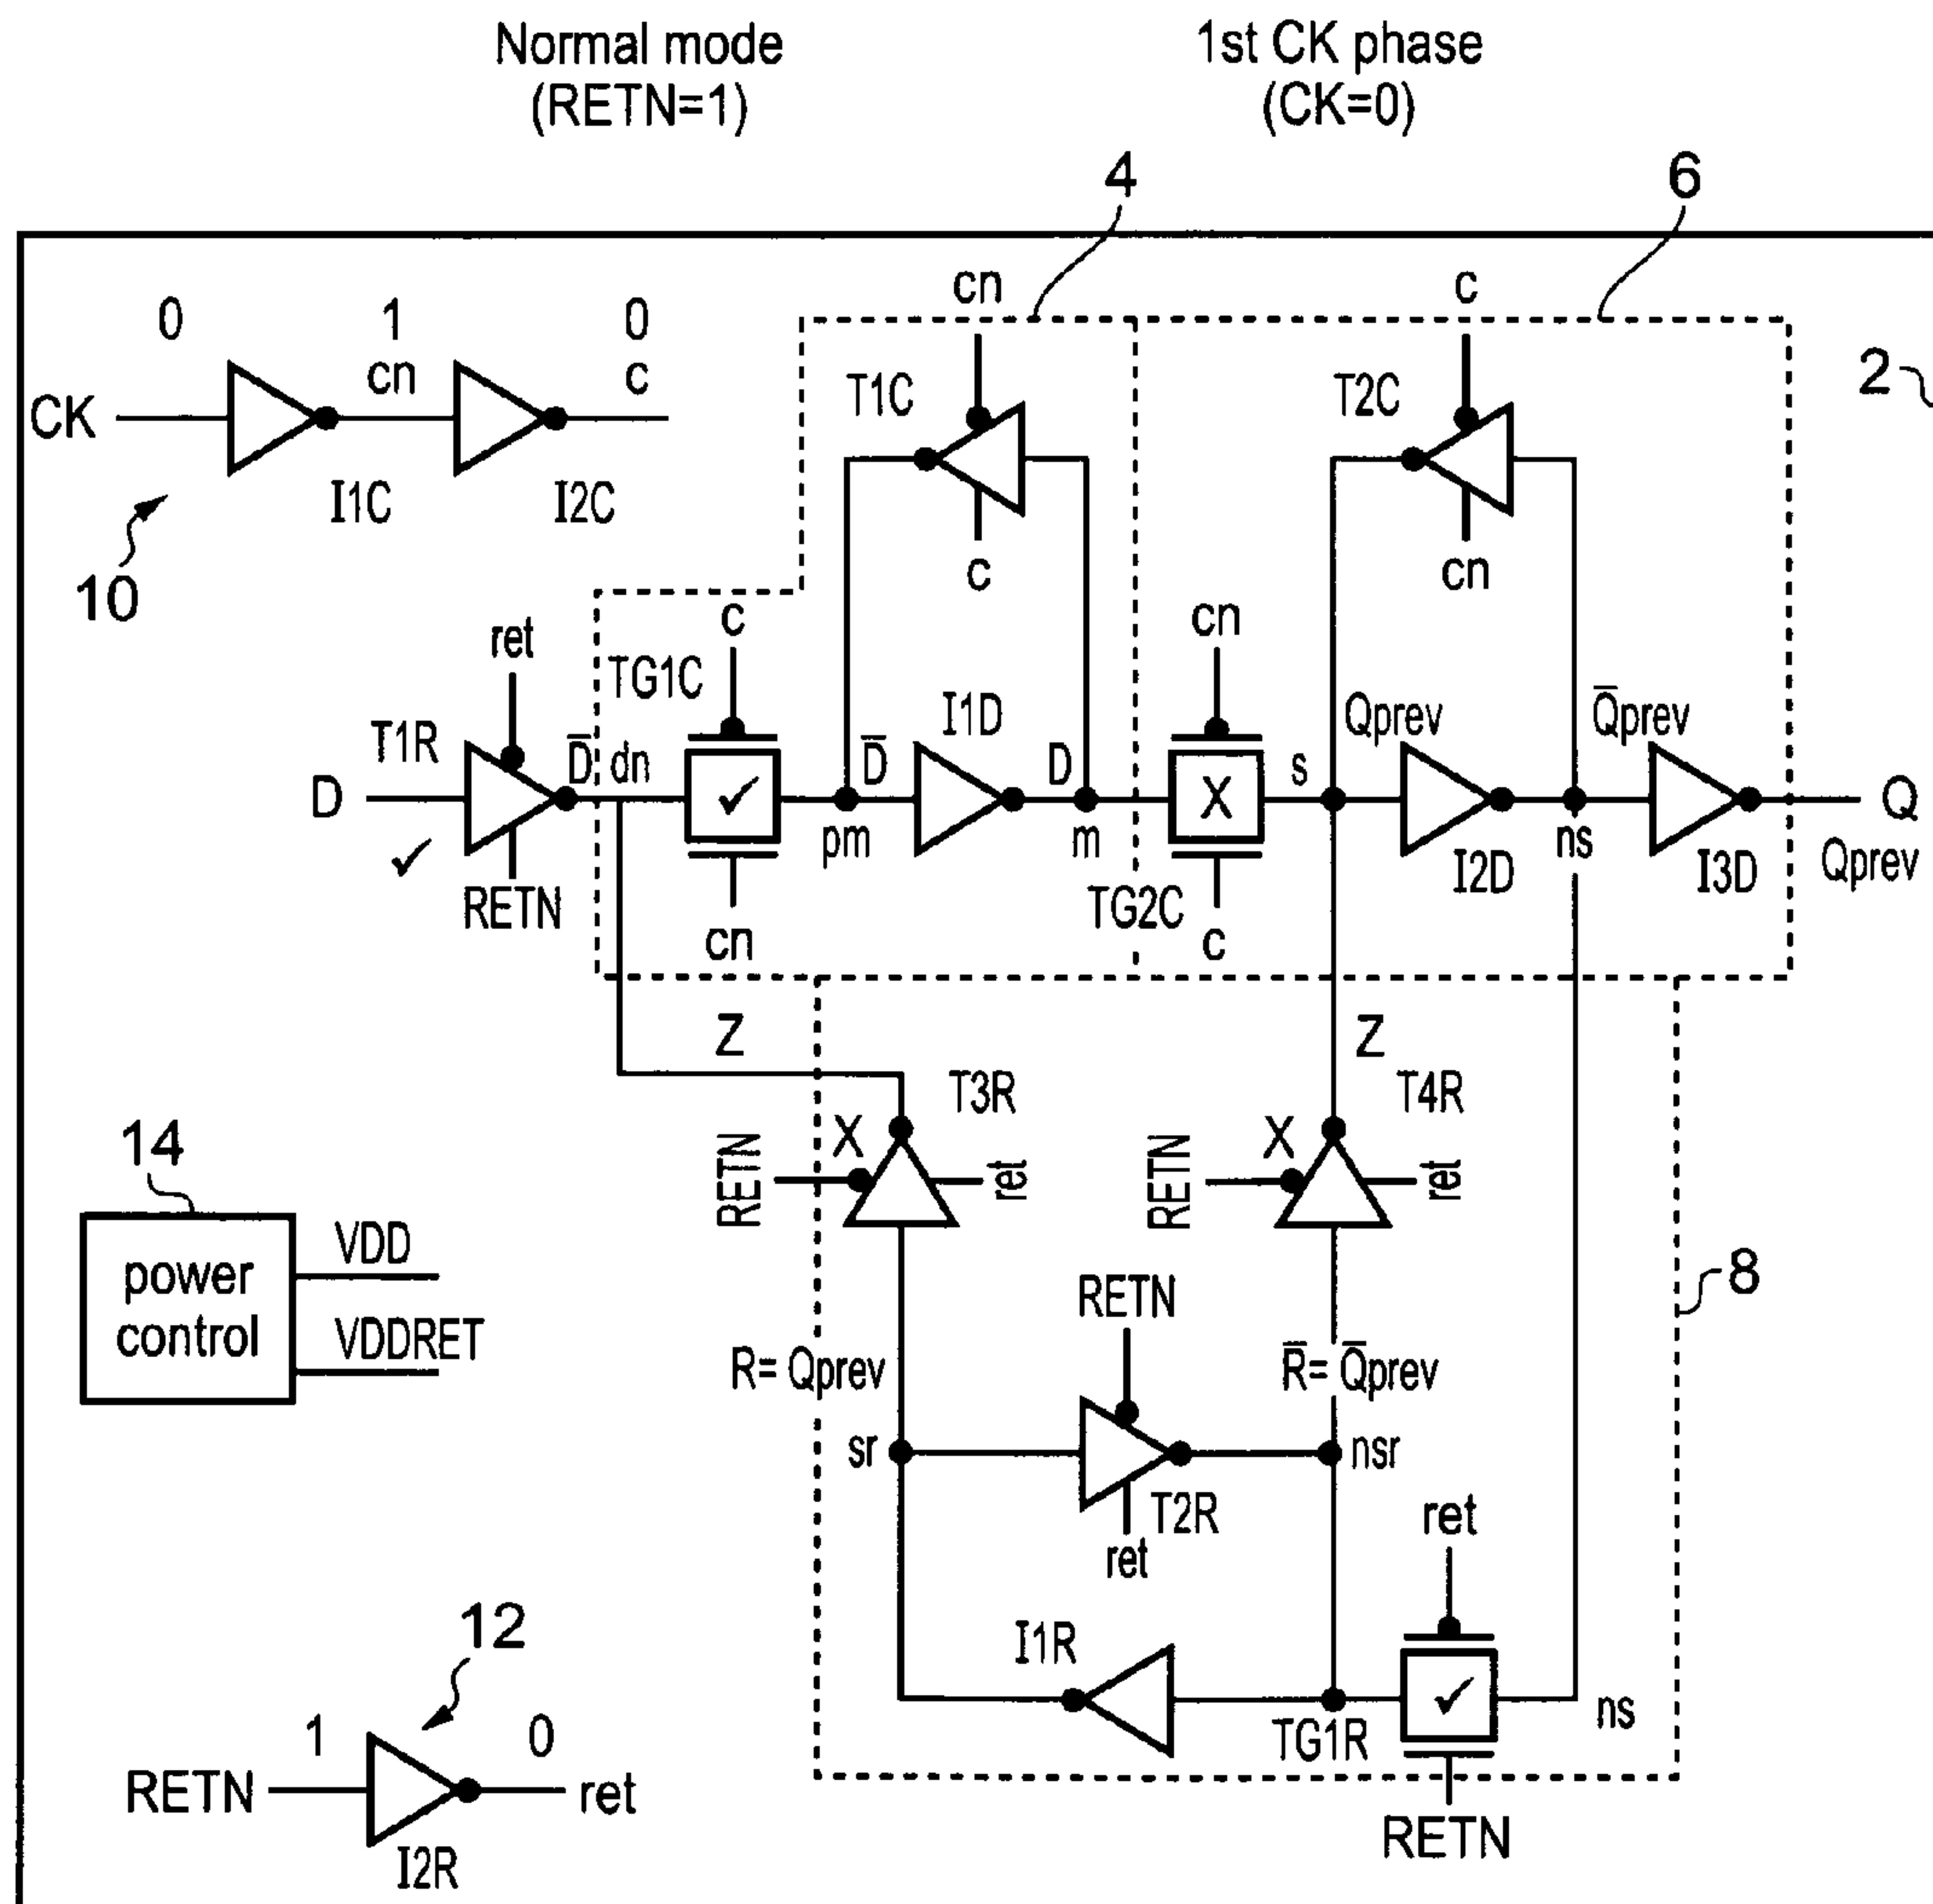 Normal mode
(RETN=1)
1st CK phase
(CK=0)
4
6
2
0
1
0
CK
cn
c
I1C
I2C
10
cn
T1C
c
c
T2C
cn
ret
T1R
D
✓
RETN
D̅
dn
TG1C
c
✓
cn
D̅
pm
I1D
D
m
cn
X
TG2C
c
s
Qprev
I2D
Q̅prev
ns
I3D
Q
Qprev
Z
T3R
RETN
X
ret
Z
T4R
RETN
X
ret
14
power
control
VDD
VDDRET
8
R= Qprev
RETN
R̅= Q̅prev
sr
T2R
ret
nsr
ret
I1R
TG1R
✓
ns
RETN
12
1
0
RETN
ret
I2R